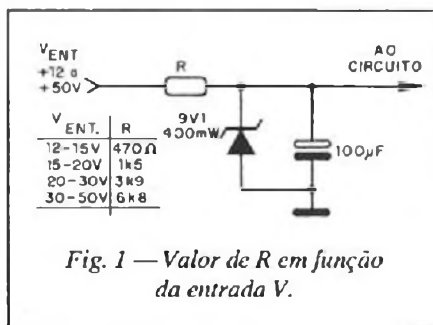 VENT
+12 a
+50V
R
AO
CIRCUITO
9V1
400mW
100µF
VENT. R
12-15V 470Ω
15-20V 1k5
20-30V 3k9
30-50V 6k8
Fig. 1 — Valor de R em função
da entrada V.